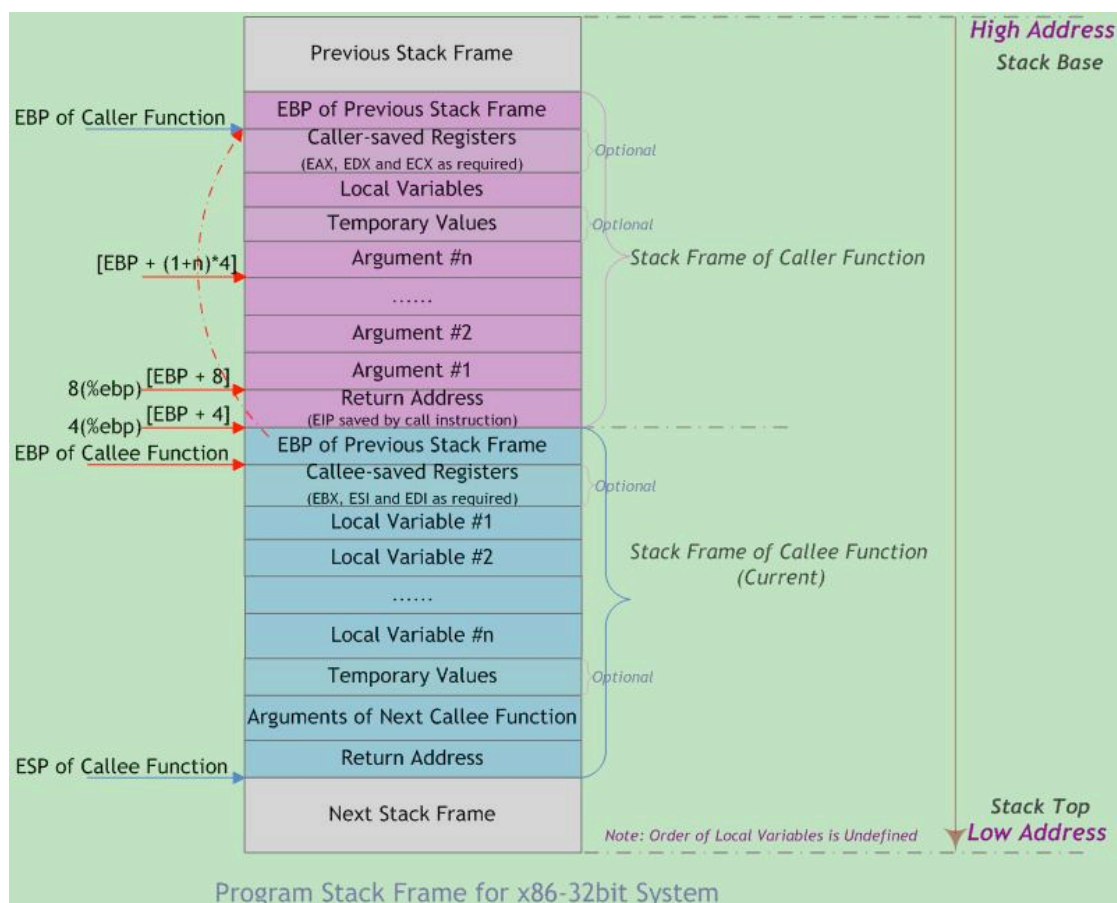 High Address
Previous Stack Frame
Stack Base
EBP of Previous Stack Frame
EBP of Caller Function
Caller-saved Registers
(EAX, EDX and ECX as required)
Optional
Local Variables
Temporary Values
Optional
[EBP + (1+n)*4]
Argument #n
Stack Frame of Caller Function
......
Argument #2
Argument #1
8(%ebp)
[EBP + 8]
Return Address
(EIP saved by call instruction)
4(%ebp)
[EBP + 4]
EBP of Previous Stack Frame
EBP of Callee Function
Callee-saved Registers
(EBX, ESI and EDI as required)
Optional
Local Variable #1
Local Variable #2
Stack Frame of Callee Function
(Current)
......
Local Variable #n
Temporary Values
Optional
Arguments of Next Callee Function
Return Address
ESP of Callee Function
Next Stack Frame
Stack Top
Note: Order of Local Variables is Undefined
Low Address
Program Stack Frame for x86-32bit System